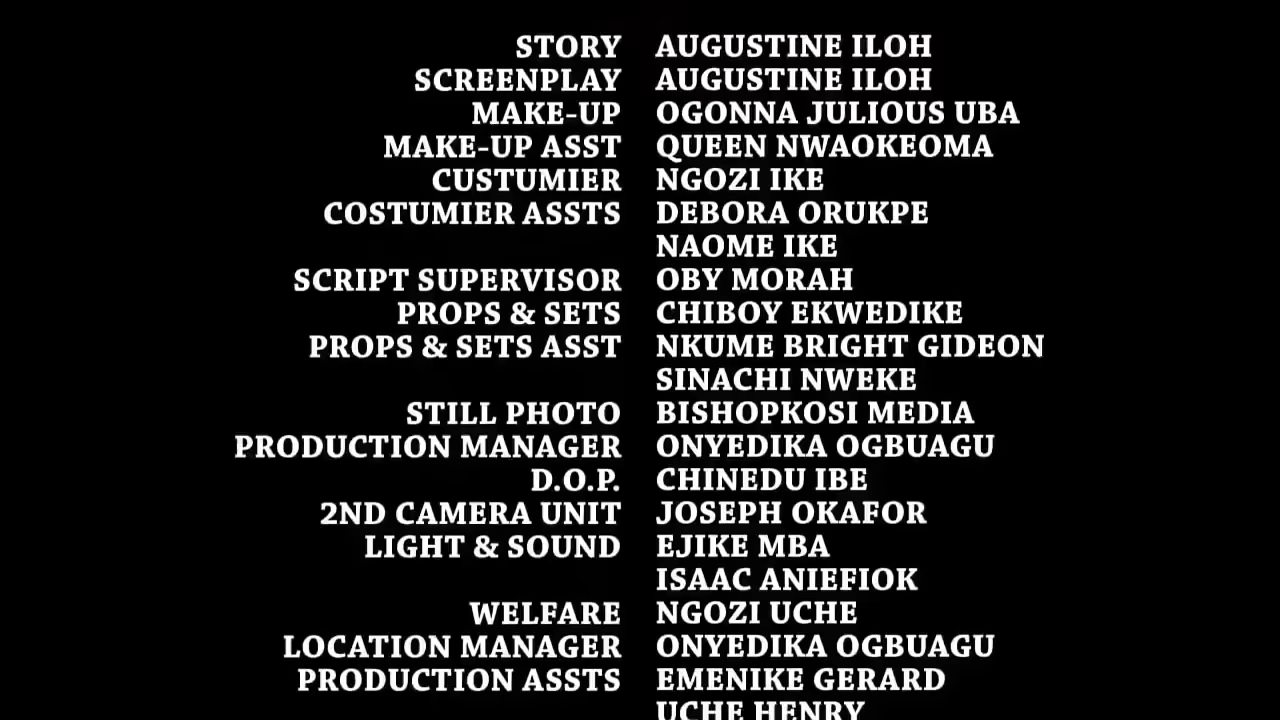 STORY AUGUSTINE ILOH
SCREENPLAY AUGUSTINE ILOH
MAKE-UP OGONNA JULIOUS UBA
MAKE-UP ASST QUEEN NWAOKEOMA
CUSTUMIER NGOZI IKE
COSTUMIER ASSTS DEBORA ORUKPE
NAOME IKE
SCRIPT SUPERVISOR OBY MORAH
PROPS & SETS CHIBOY EKWEDIKE
PROPS & SETS ASST NKUME BRIGHT GIDEON
SINACHI NWEKE
STILL PHOTO BISHOPKOSI MEDIA
PRODUCTION MANAGER ONYEDIKA OGBUAGU
D.O.P. CHINEDU IBE
2ND CAMERA UNIT JOSEPH OKAFOR
LIGHT & SOUND EJIKE MBA
ISAAC ANIEFIOK
WELFARE NGOZI UCHE
LOCATION MANAGER ONYEDIKA OGBUAGU
PRODUCTION ASSTS EMENIKE GERARD
UCHE HENRY